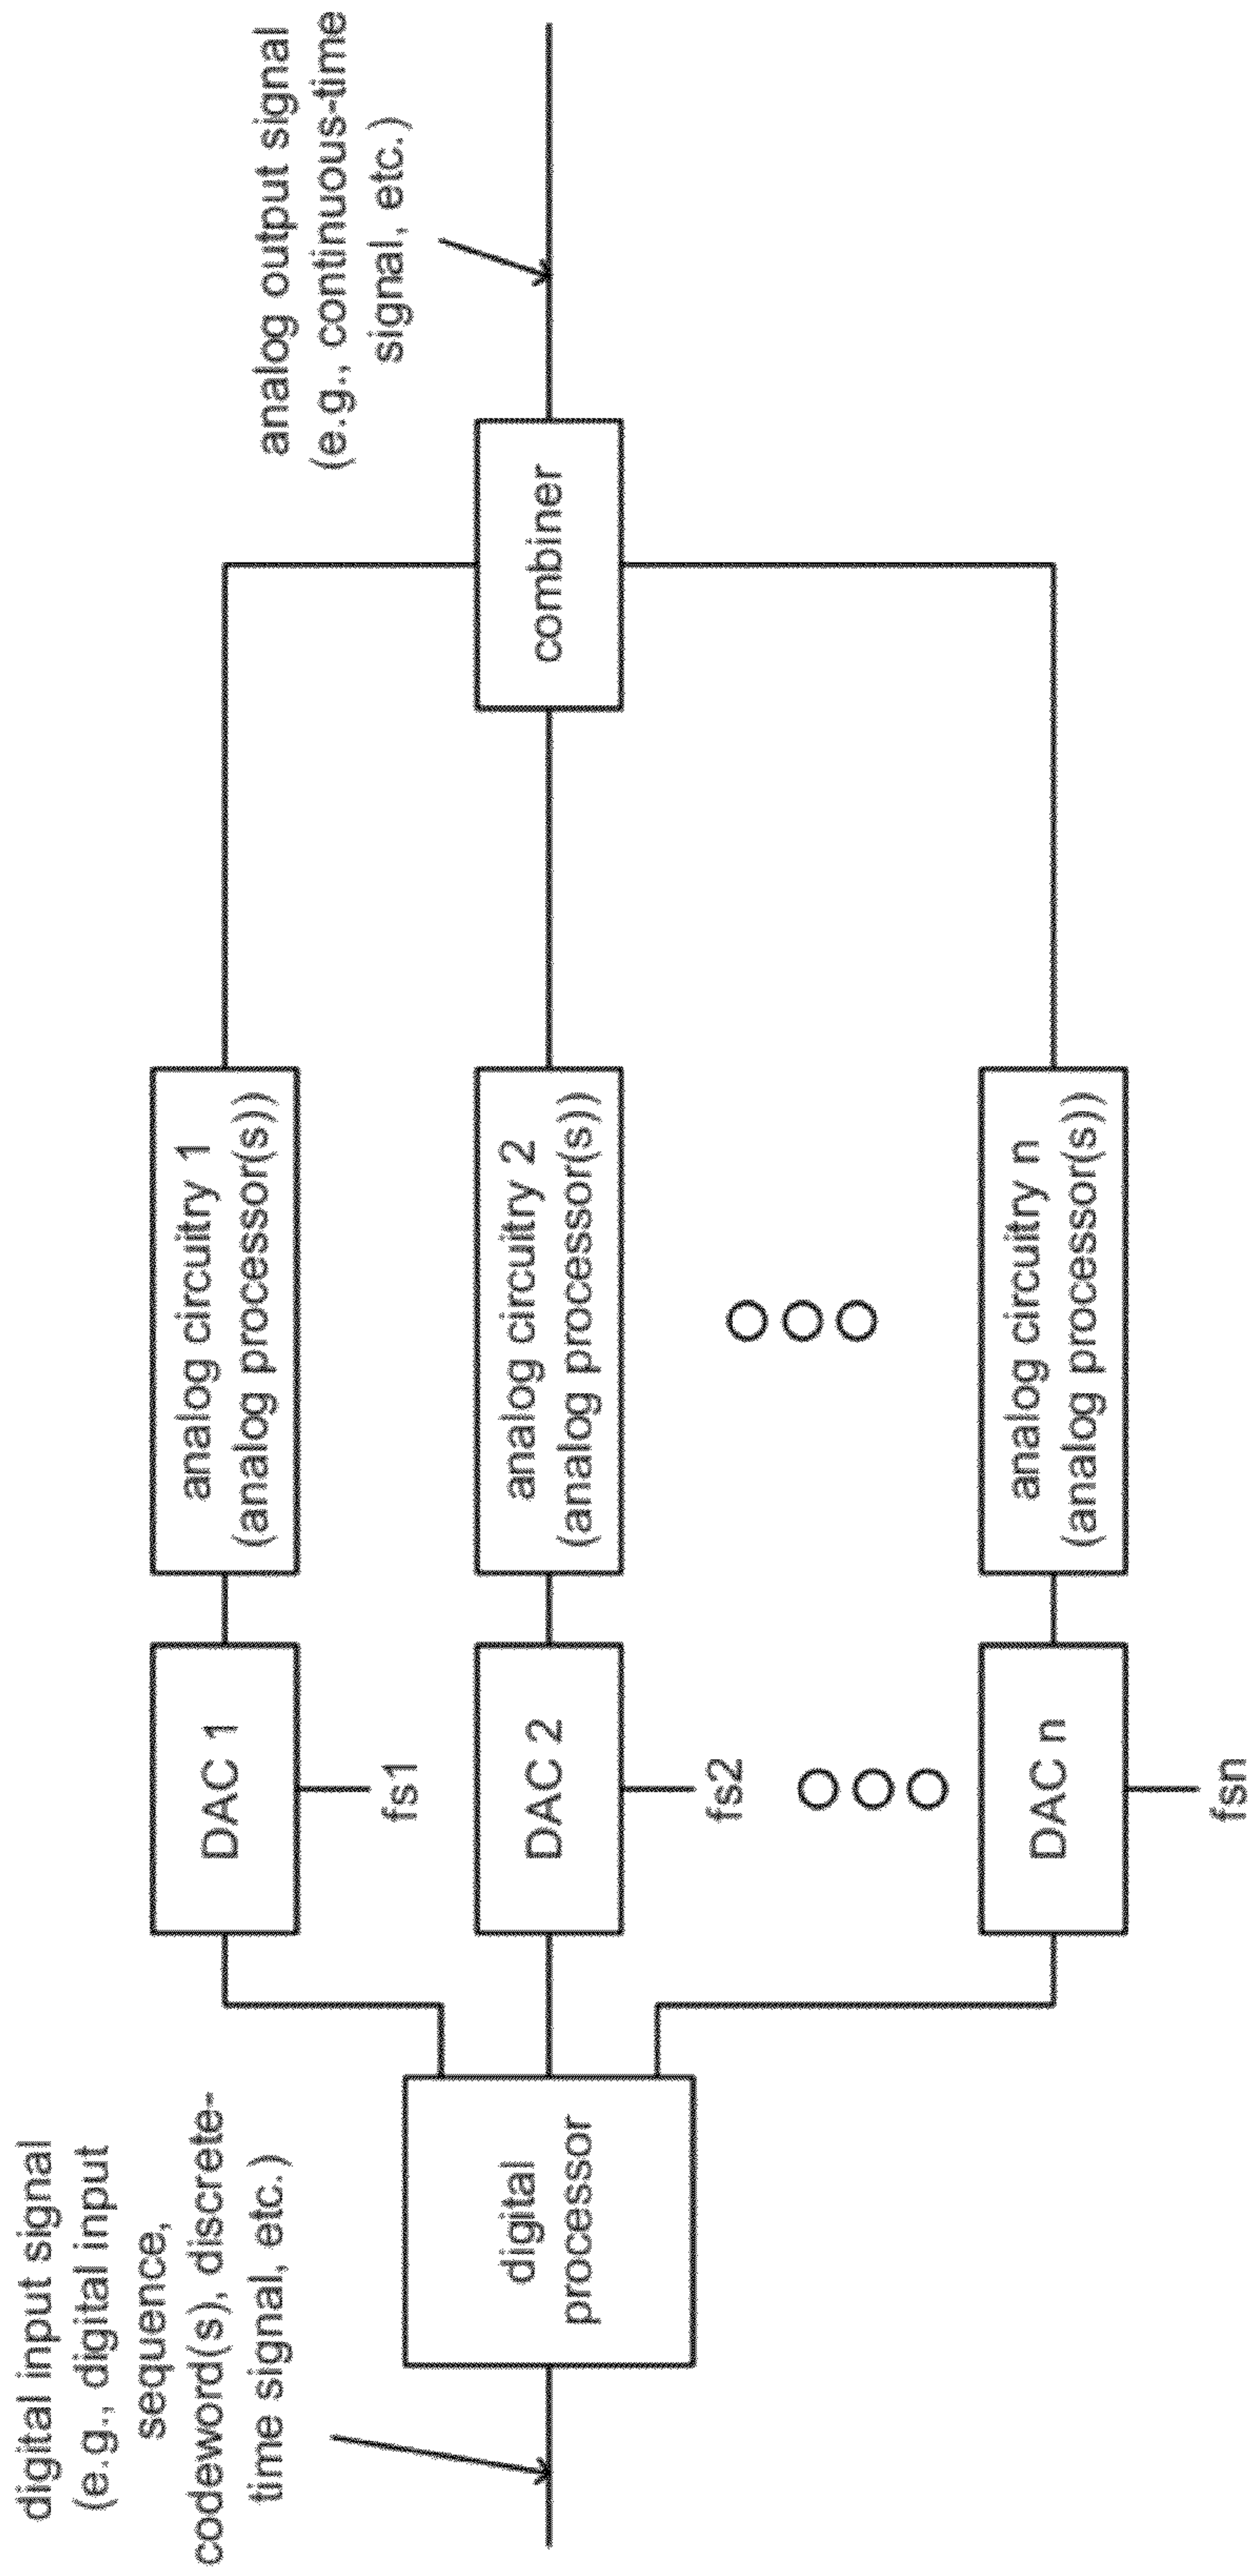 digital input signal
(e.g., digital input
sequence,
codeword(s), discrete-
time signal, etc.)
digital
processor
DAC 1
fs1
DAC 2
fs2
DAC n
fsn
analog circuitry 1
(analog processor(s))
analog circuitry 2
(analog processor(s))
analog circuitry n
(analog processor(s))
combiner
analog output signal
(e.g., continuous-time
signal, etc.)